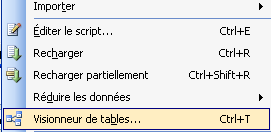 Importer
Éditer le script... Ctrl+E
Recharger Ctrl+R
Recharger partiellement Ctrl+Shift+R
Réduire les données
Visionneur de tables... Ctrl+T